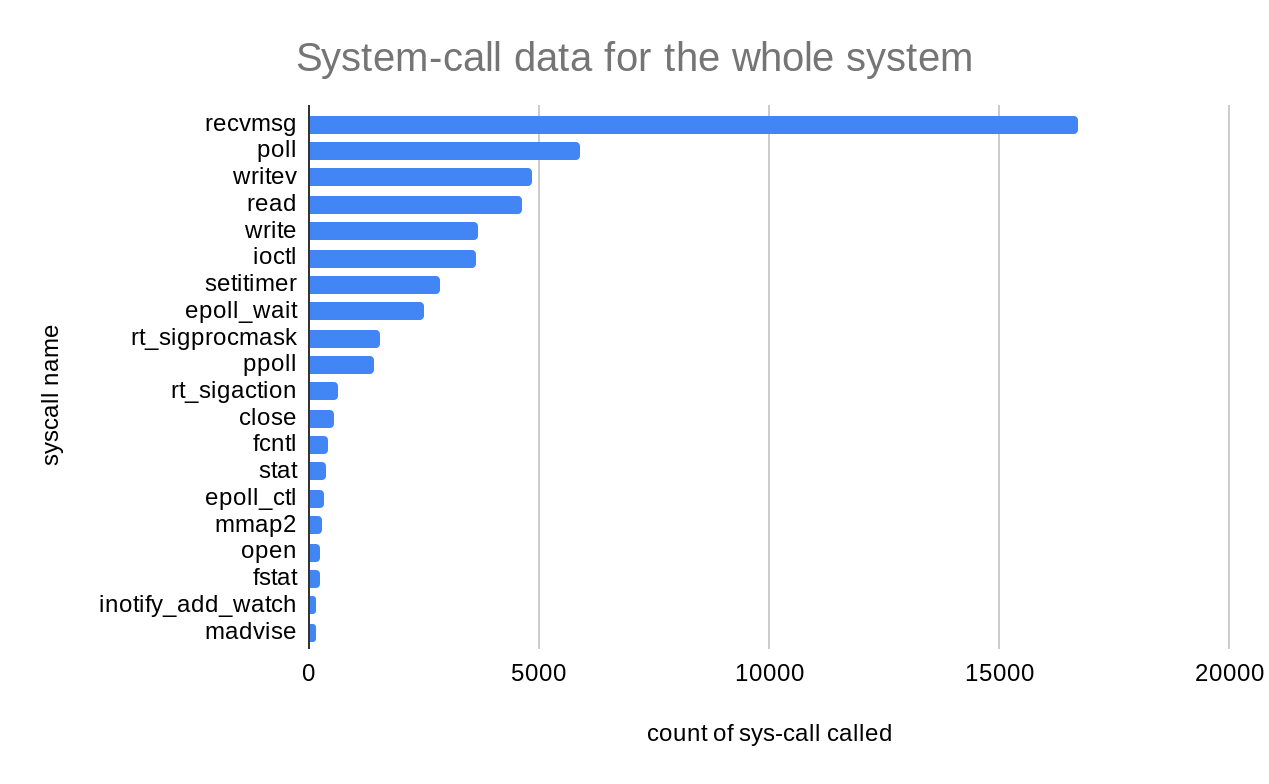 System-call data for the whole system
syscall name
recvmsg
poll
writev
read
write
ioctl
setitimer
epoll_wait
rt_sigprocmask
ppoll
rt_sigaction
close
fcntl
stat
epoll_ctl
mmap2
open
fstat
inotify_add_watch
madvise
0 5000 10000 15000 20000
count of sys-call called